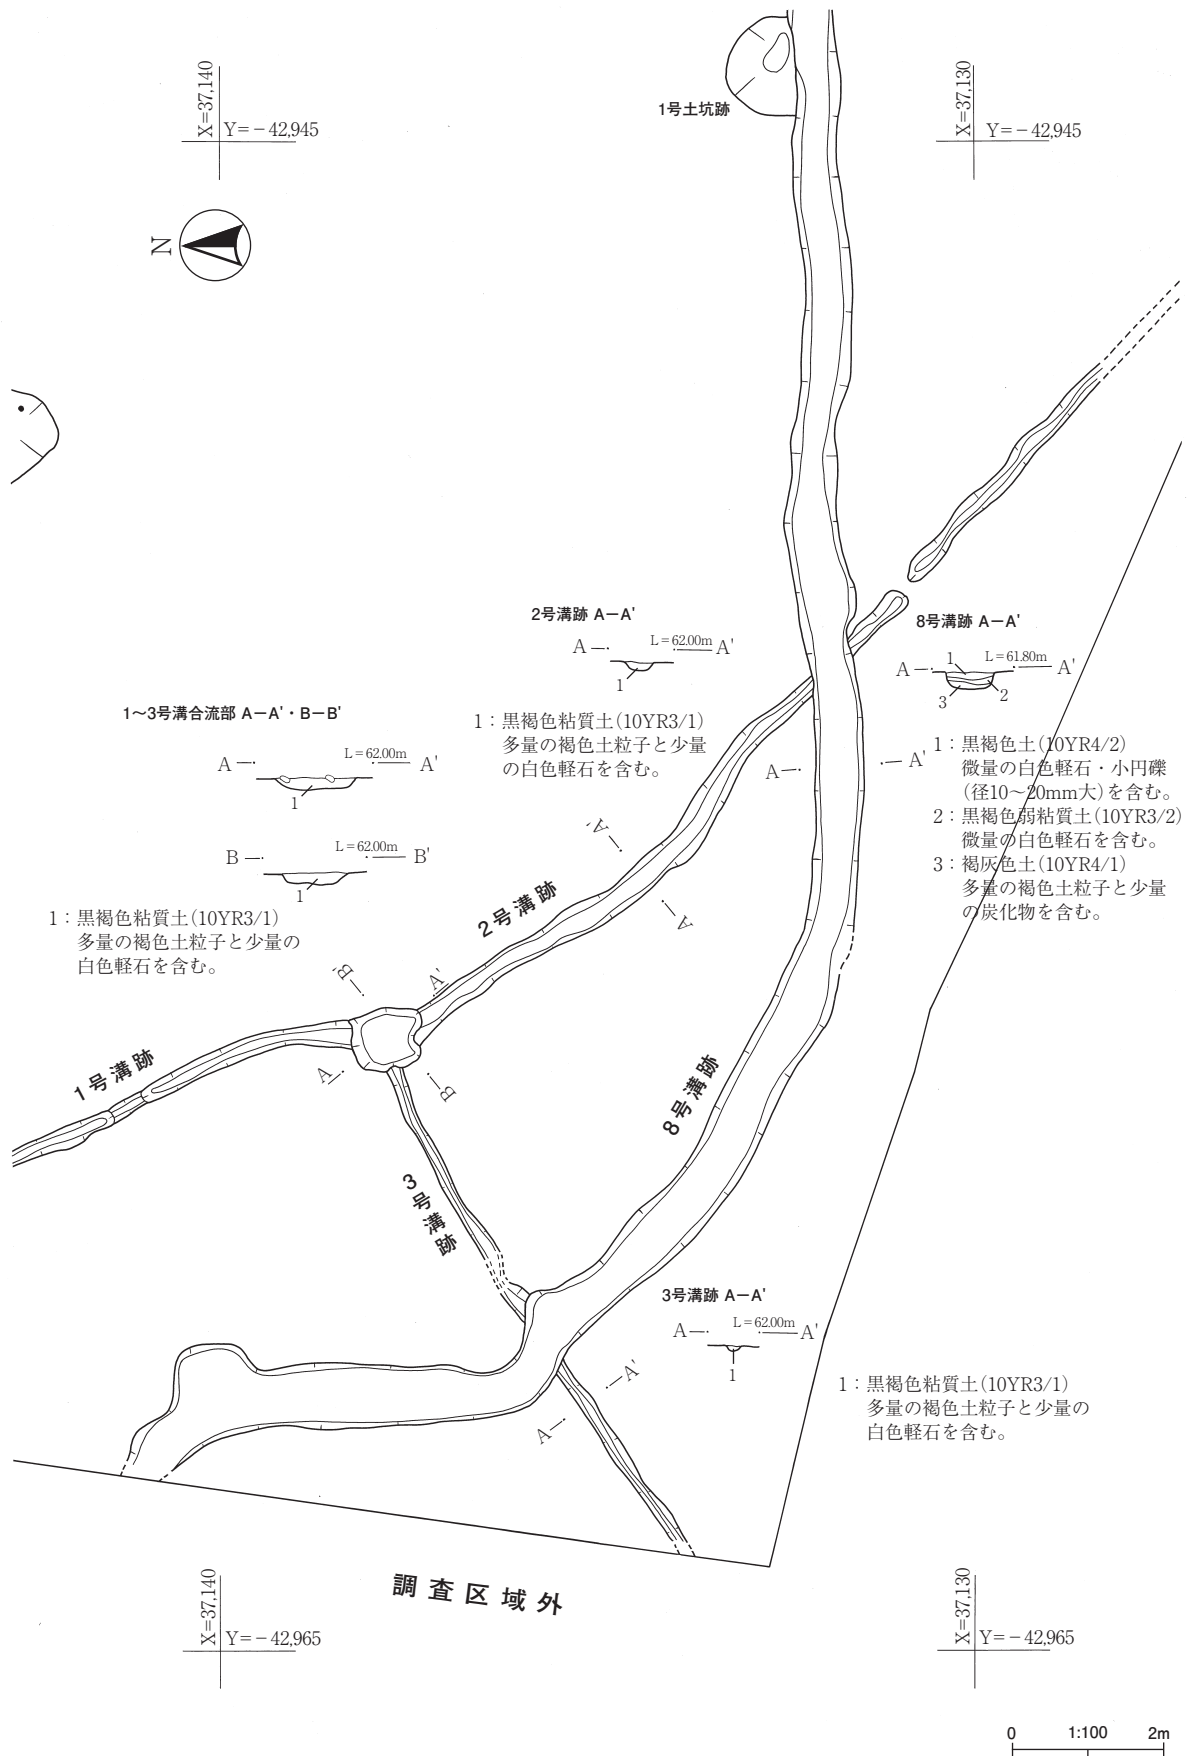 1号土坑跡
X=37,140
Y=−42,945
X=37,130
Y=−42,945
N
2号溝跡 A−A'
A
L=62.00m
A'
1
1：黒褐色粘質土(10YR3/1)
多量の褐色土粒子と少量
の白色軽石を含む。
8号溝跡 A−A'
A
1
L=61.80m
A'
3
2
1：黒褐色土(10YR4/2)
微量の白色軽石・小円礫
(径10～20mm大)を含む。
2：黒褐色弱粘質土(10YR3/2)
微量の白色軽石を含む。
3：褐灰色土(10YR4/1)
多量の褐色土粒子と少量
の炭化物を含む。
1～3号溝合流部 A−A'・B−B'
A
L=62.00m
A'
1
B
L=62.00m
B'
1
1：黒褐色粘質土(10YR3/1)
多量の褐色土粒子と少量の
白色軽石を含む。
A
A'
A'
A
2号溝跡
B'
A'
A
B
1号溝跡
8号溝跡
3号溝跡
3号溝跡 A−A'
A
L=62.00m
A'
1
1：黒褐色粘質土(10YR3/1)
多量の褐色土粒子と少量の
白色軽石を含む。
A'
A
調査区域外
X=37,140
Y=−42,965
X=37,130
Y=−42,965
0 1:100 2m